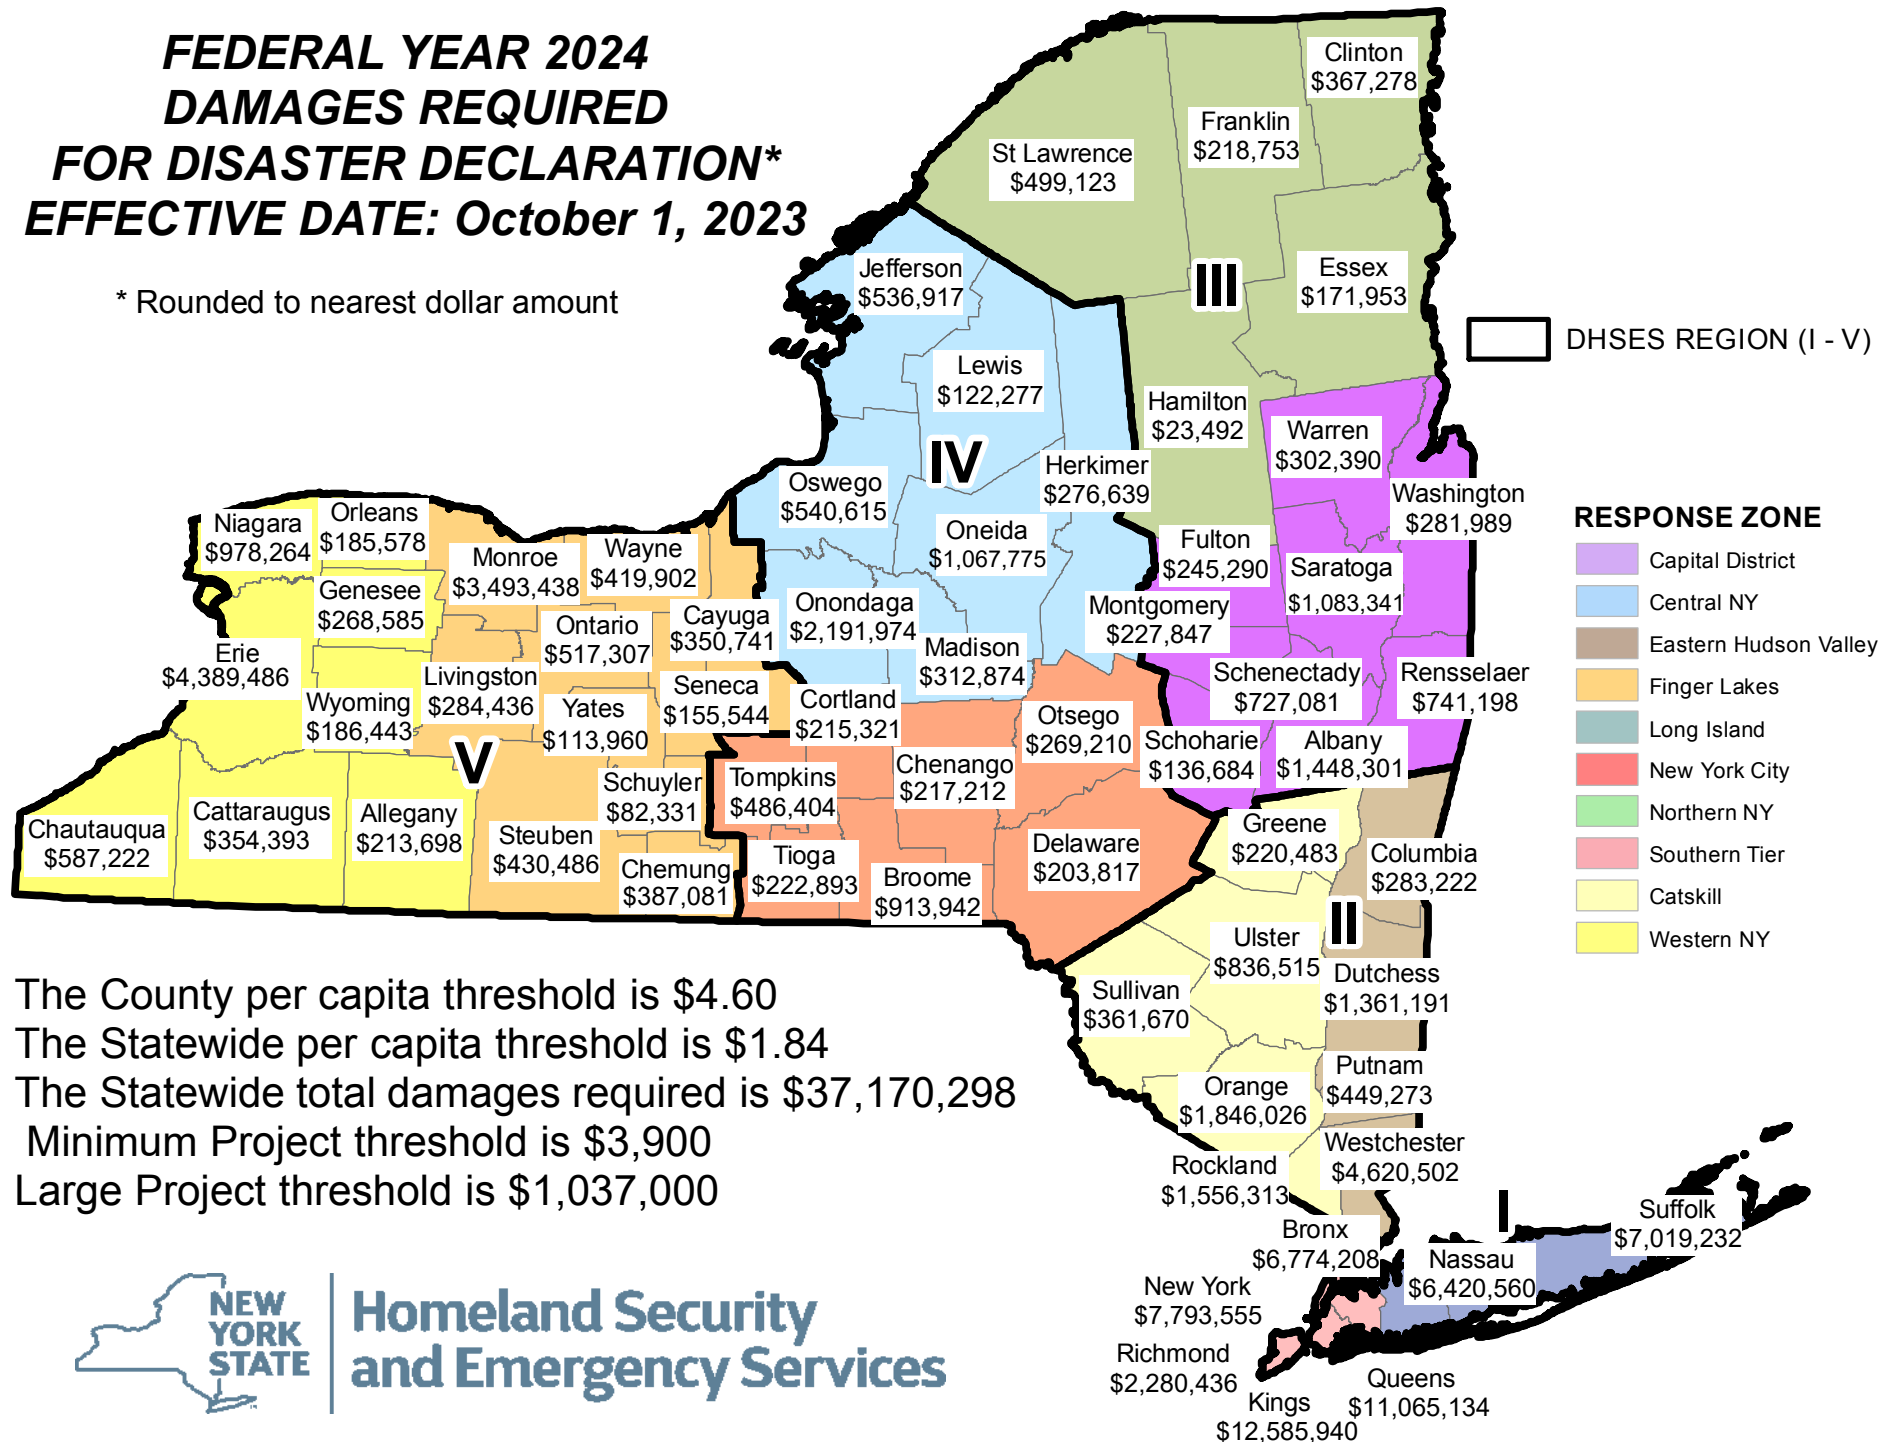 FEDERAL YEAR 2024
DAMAGES REQUIRED
FOR DISASTER DECLARATION*
EFFECTIVE DATE: October 1, 2023
* Rounded to nearest dollar amount
Clinton
$367,278
Franklin
$218,753
St Lawrence
$499,123
Essex
$171,953
III
Jefferson
$536,917
DHSES REGION (I - V)
Lewis
$122,277
Hamilton
$23,492
Warren
$302,390
IV
Herkimer
$276,639
Oswego
$540,615
Washington
$281,989
Oneida
$1,067,775
Niagara
$978,264
Orleans
$185,578
Monroe
$3,493,438
Wayne
$419,902
Fulton
$245,290
Saratoga
$1,083,341
Genesee
$268,585
Ontario
$517,307
Cayuga
$350,741
Onondaga
$2,191,974
Montgomery
$227,847
Madison
$312,874
Erie
$4,389,486
Livingston
$284,436
Seneca
$155,544
Cortland
$215,321
Schenectady
$727,081
Rensselaer
$741,198
Wyoming
$186,443
Yates
$113,960
Otsego
$269,210
Schoharie
$136,684
Albany
$1,448,301
V
Schuyler
$82,331
Tompkins
$486,404
Chenango
$217,212
Chautauqua
$587,222
Cattaraugus
$354,393
Allegany
$213,698
Steuben
$430,486
Chemung
$387,081
Tioga
$222,893
Broome
$913,942
Delaware
$203,817
Greene
$220,483
Columbia
$283,222
II
Ulster
$836,515
Dutchess
$1,361,191
Sullivan
$361,670
Putnam
$449,273
Orange
$1,846,026
Westchester
$4,620,502
Rockland
$1,556,313
I
Suffolk
$7,019,232
Bronx
$6,774,208
Nassau
$6,420,560
New York
$7,793,555
Richmond
$2,280,436
Queens
$11,065,134
Kings
$12,585,940
RESPONSE ZONE
Capital District
Central NY
Eastern Hudson Valley
Finger Lakes
Long Island
New York City
Northern NY
Southern Tier
Catskill
Western NY
The County per capita threshold is $4.60
The Statewide per capita threshold is $1.84
The Statewide total damages required is $37,170,298
Minimum Project threshold is $3,900
Large Project threshold is $1,037,000
NEW
YORK
STATE
Homeland Security
and Emergency Services